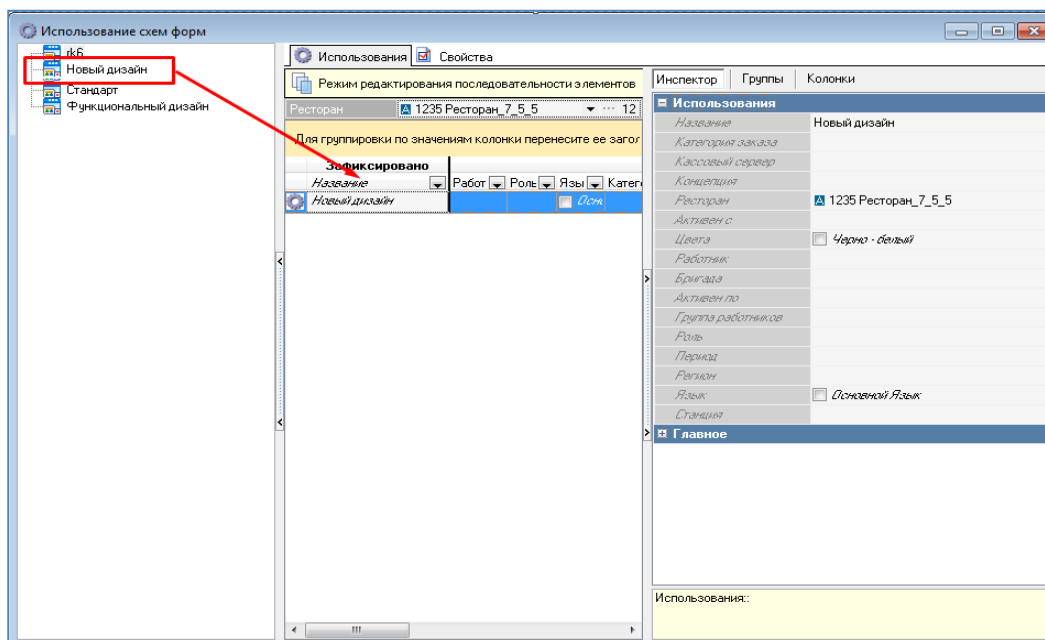 Использование схем форм
rk6
Новый дизайн
Стандарт
Функциональный дизайн
Использования Свойства
Режим редактирования последовательности элементов
Ресторан 1235 Ресторан_7_5_5 12
Для группировки по значениям колонки перенесите ее загол
Зафиксировано
Название Работ Роль Язы Катего
Новый дизайн Осно
Инспектор Группы Колонки
Использования
Название Новый дизайн
Категория заказа
Кассовый сервер
Концепция
Ресторан 1235 Ресторан_7_5_5
Активен с
Цвета Черно - белый
Работник
Бригада
Активен по
Группа работников
Роль
Период
Регион
Язык Основной Язык
Станция
Главное
Использования::